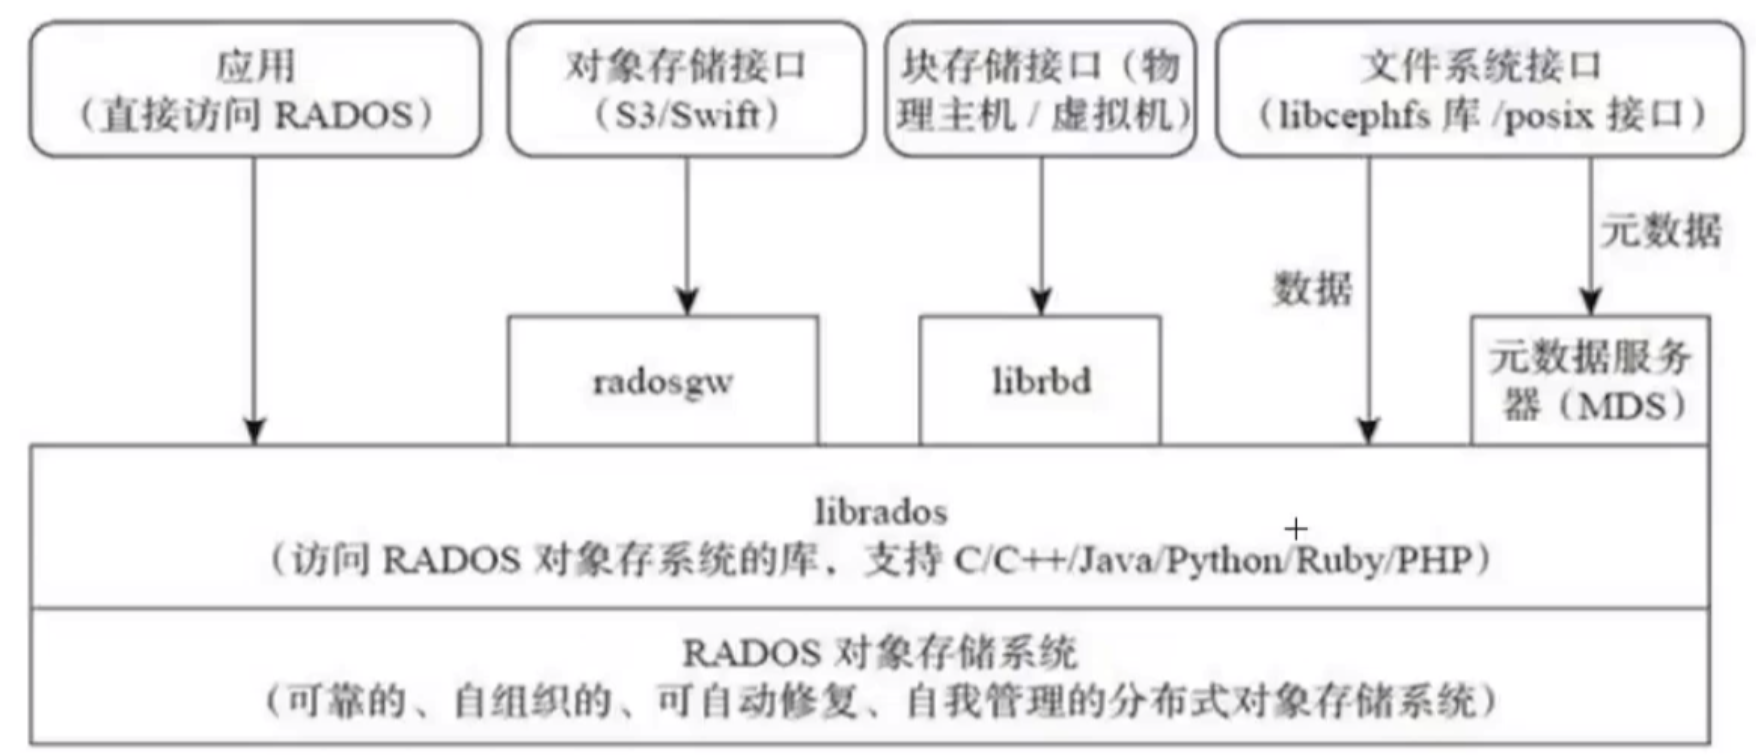 应用
（直接访问 RADOS）
对象存储接口
（S3/Swift）
块存储接口（物
理主机 / 虚拟机）
文件系统接口
（libcephfs 库 /posix 接口）
元数据
数据
radosgw
librbd
元数据服务
器（MDS）
librados
（访问 RADOS 对象存系统的库，支持 C/C++/Java/Python/Ruby/PHP）
RADOS 对象存储系统
（可靠的、自组织的、可自动修复、自我管理的分布式对象存储系统）